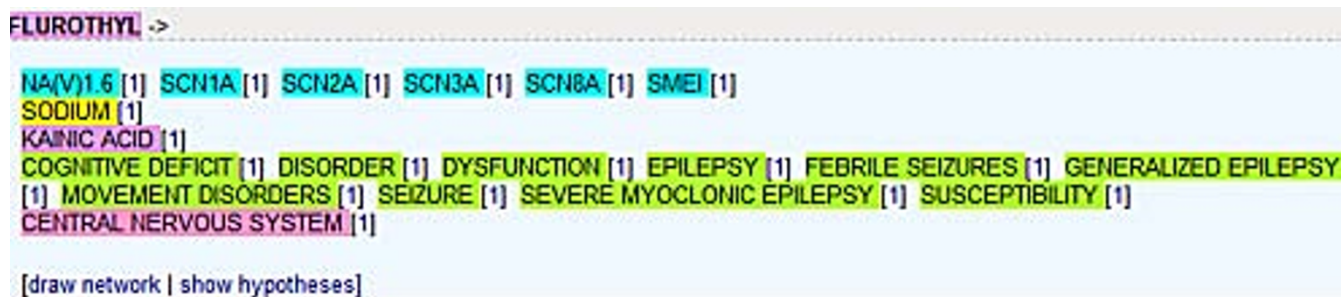 FLUROTHYL ->
NA(V)1.6 [1] SCN1A [1] SCN2A [1] SCN3A [1] SCN8A [1] SMEI [1]
SODIUM [1]
KAINIC ACID [1]
COGNITIVE DEFICIT [1] DISORDER [1] DYSFUNCTION [1] EPILEPSY [1] FEBRILE SEIZURES [1] GENERALIZED EPILEPSY
[1] MOVEMENT DISORDERS [1] SEIZURE [1] SEVERE MYOCLONIC EPILEPSY [1] SUSCEPTIBILITY [1]
CENTRAL NERVOUS SYSTEM [1]
[draw network | show hypotheses]